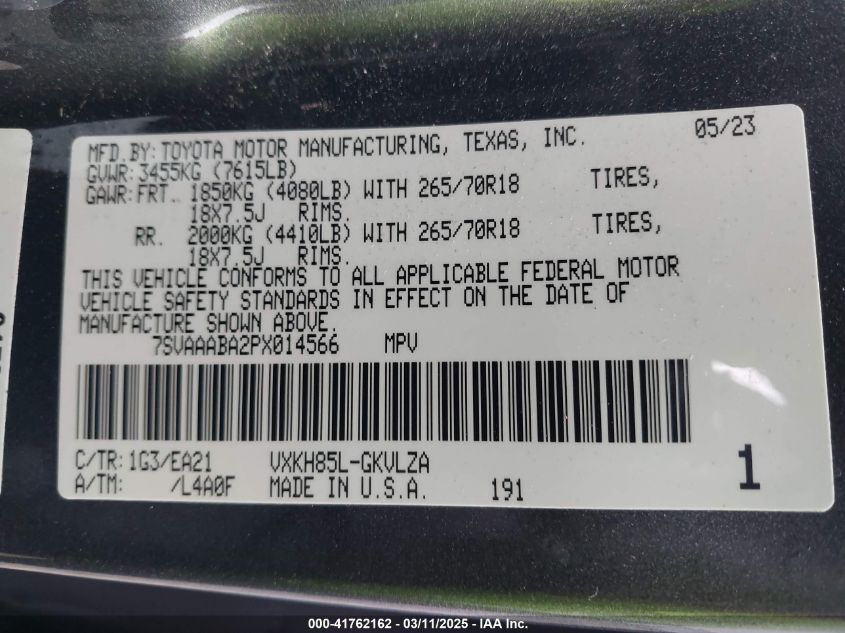 MFD.BY:TOYOTA MOTOR MANUFACTURING, TEXAS, INC. 05/23
GVWR:3455KG (7615LB)
GAWR:FRT. 1850KG (4080LB) WITH 265/70R18 TIRES,
18X7.5J RIMS.
RR. 2000KG (4410LB) WITH 265/70R18 TIRES,
18X7.5J RIMS.
THIS VEHICLE CONFORMS TO ALL APPLICABLE FEDERAL MOTOR
VEHICLE SAFETY STANDARDS IN EFFECT ON THE DATE OF
MANUFACTURE SHOWN ABOVE.
7SVAAABA2PX014566 MPV
C/TR:1G3/EA21 VXKH85L-GKVLZA
A/TM: /L4A0F MADE IN U.S.A. 191 1
000-41762162 - 03/11/2025 - IAA Inc.